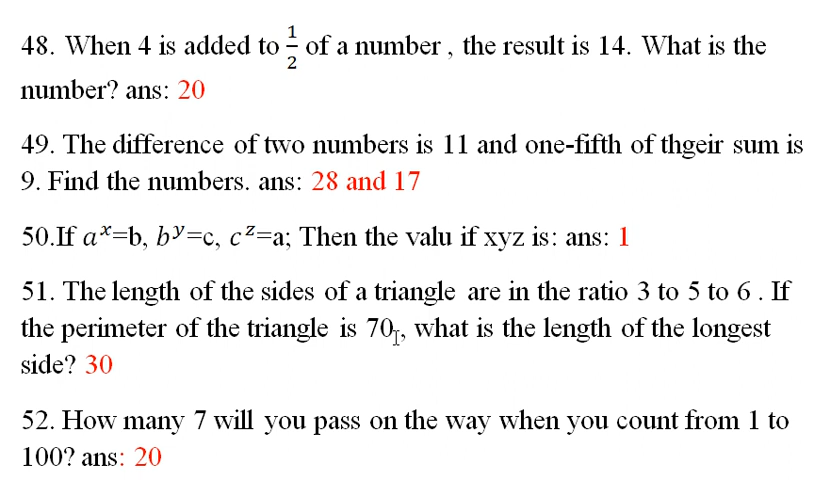 48. When 4 is added to 1/2 of a number , the result is 14. What is the
number? ans: 20
49. The difference of two numbers is 11 and one-fifth of thgeir sum is
9. Find the numbers. ans: 28 and 17
50.If aˣ=b, bʸ=c, cᶻ=a; Then the valu if xyz is: ans: 1
51. The length of the sides of a triangle are in the ratio 3 to 5 to 6 . If
the perimeter of the triangle is 70, what is the length of the longest
side? 30
52. How many 7 will you pass on the way when you count from 1 to
100? ans: 20